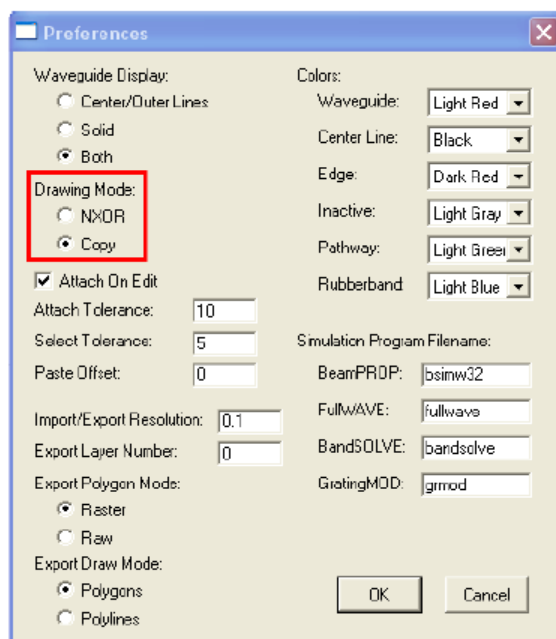 Preferences
Waveguide Display:
Center/Outer Lines
Solid
Both
Drawing Mode:
NXOR
Copy
Attach On Edit
Attach Tolerance: 10
Select Tolerance: 5
Paste Offset: 0
Import/Export Resolution: 0.1
Export Layer Number: 0
Export Polygon Mode:
Raster
Raw
Export Draw Mode:
Polygons
Polylines
Colors:
Waveguide: Light Red
Center Line: Black
Edge: Dark Red
Inactive: Light Gray
Pathway: Light Green
Rubberband: Light Blue
Simulation Program Filename:
BeamPROP: bsimw32
FullWAVE: fullwave
BandSOLVE: bandsolve
GratingMOD: grmod
OK
Cancel